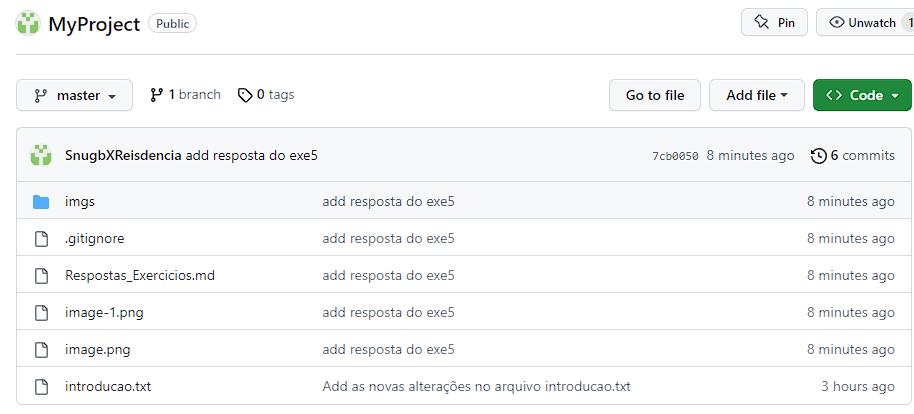 MyProject Public Pin Unwatch 1
master 1 branch 0 tags Go to file Add file Code
SnugbXReisdencia add resposta do exe5 7cb0050 8 minutes ago 6 commits
imgs add resposta do exe5 8 minutes ago
.gitignore add resposta do exe5 8 minutes ago
Respostas_Exercicios.md add resposta do exe5 8 minutes ago
image-1.png add resposta do exe5 8 minutes ago
image.png add resposta do exe5 8 minutes ago
introducao.txt Add as novas alterações no arquivo introducao.txt 3 hours ago